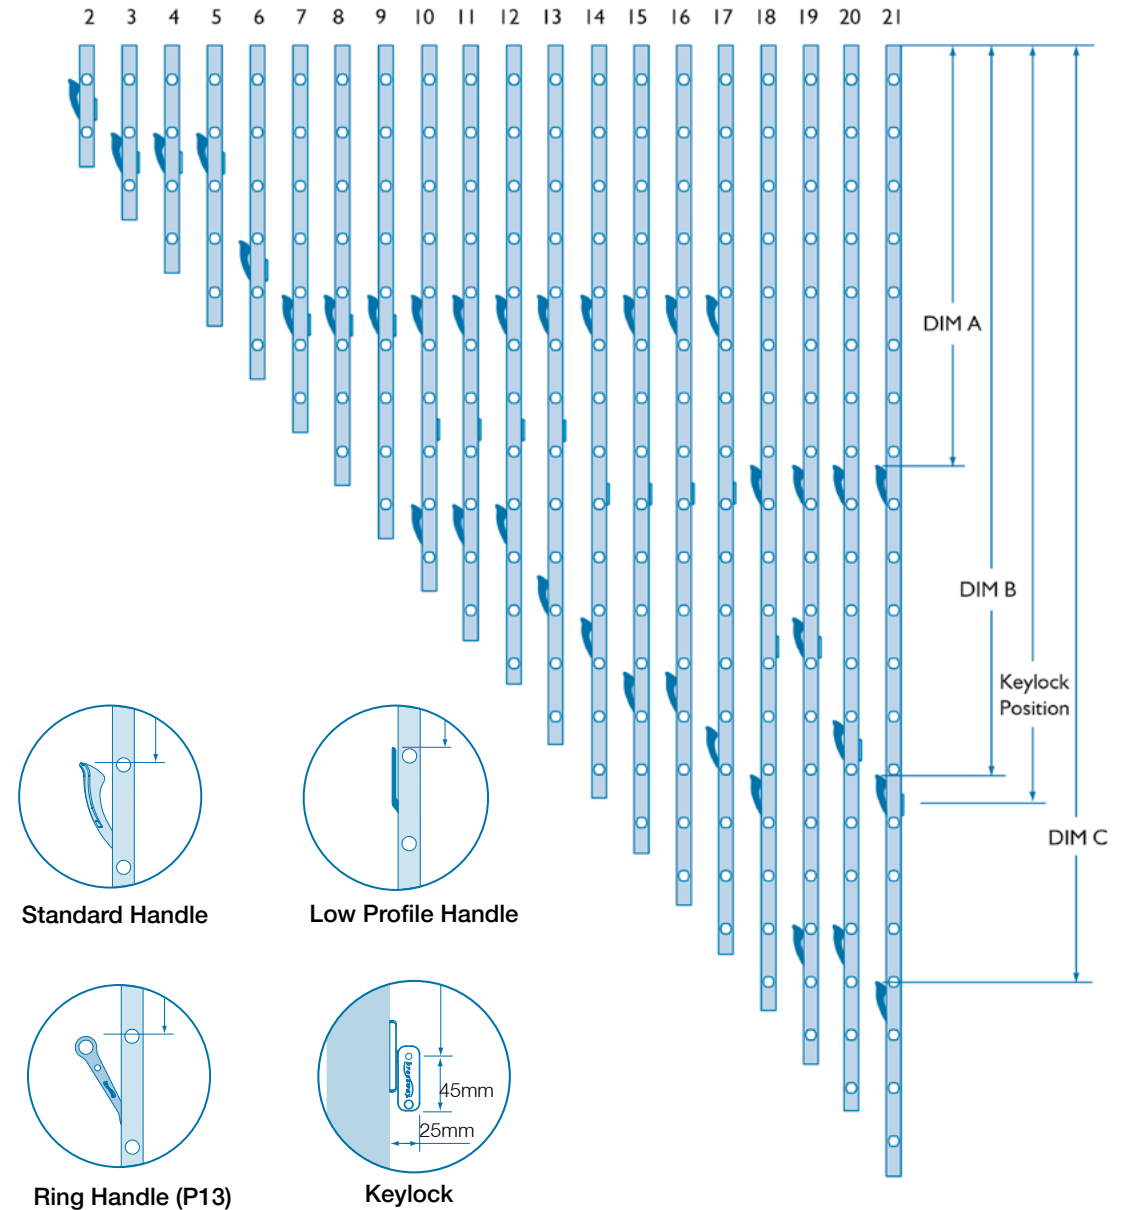 2 3 4 5 6 7 8 9 10 11 12 13 14 15 16 17 18 19 20 21
DIM A
DIM B
Keylock
Position
DIM C
Standard Handle
Low Profile Handle
45mm
25mm
Ring Handle (P13)
Keylock